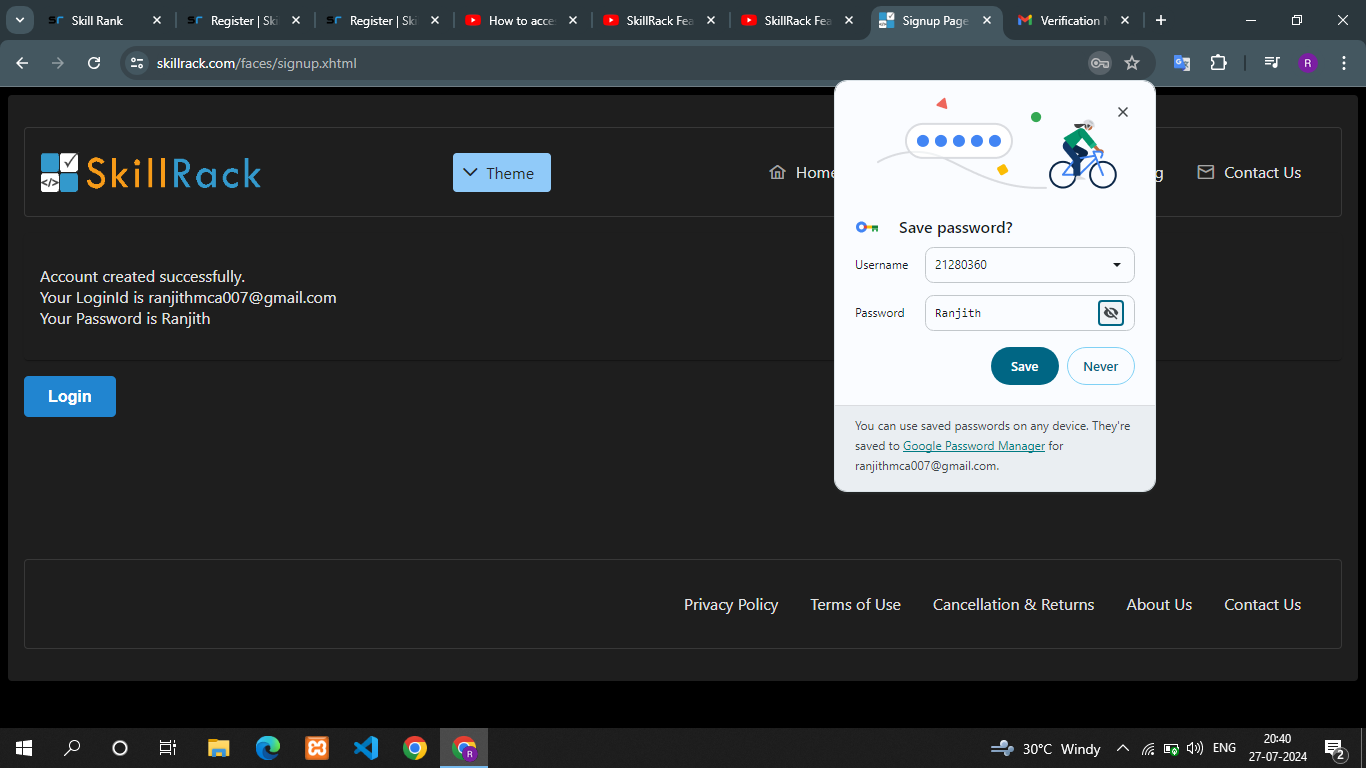 Skill Rank
Register | Ski
Register | Ski
How to acce
SkillRack Fea
SkillRack Fea
Signup Page
Verification
skillrack.com/faces/signup.xhtml
R
SkillRack
Theme
Home
g
Contact Us
Account created successfully.
Your LoginId is ranjithmca007@gmail.com
Your Password is Ranjith
Login
Save password?
Username
21280360
Password
Ranjith
Save
Never
You can use saved passwords on any device. They're
saved to Google Password Manager for
ranjithmca007@gmail.com.
Privacy Policy
Terms of Use
Cancellation & Returns
About Us
Contact Us
30°C Windy
ENG
20:40
27-07-2024
2